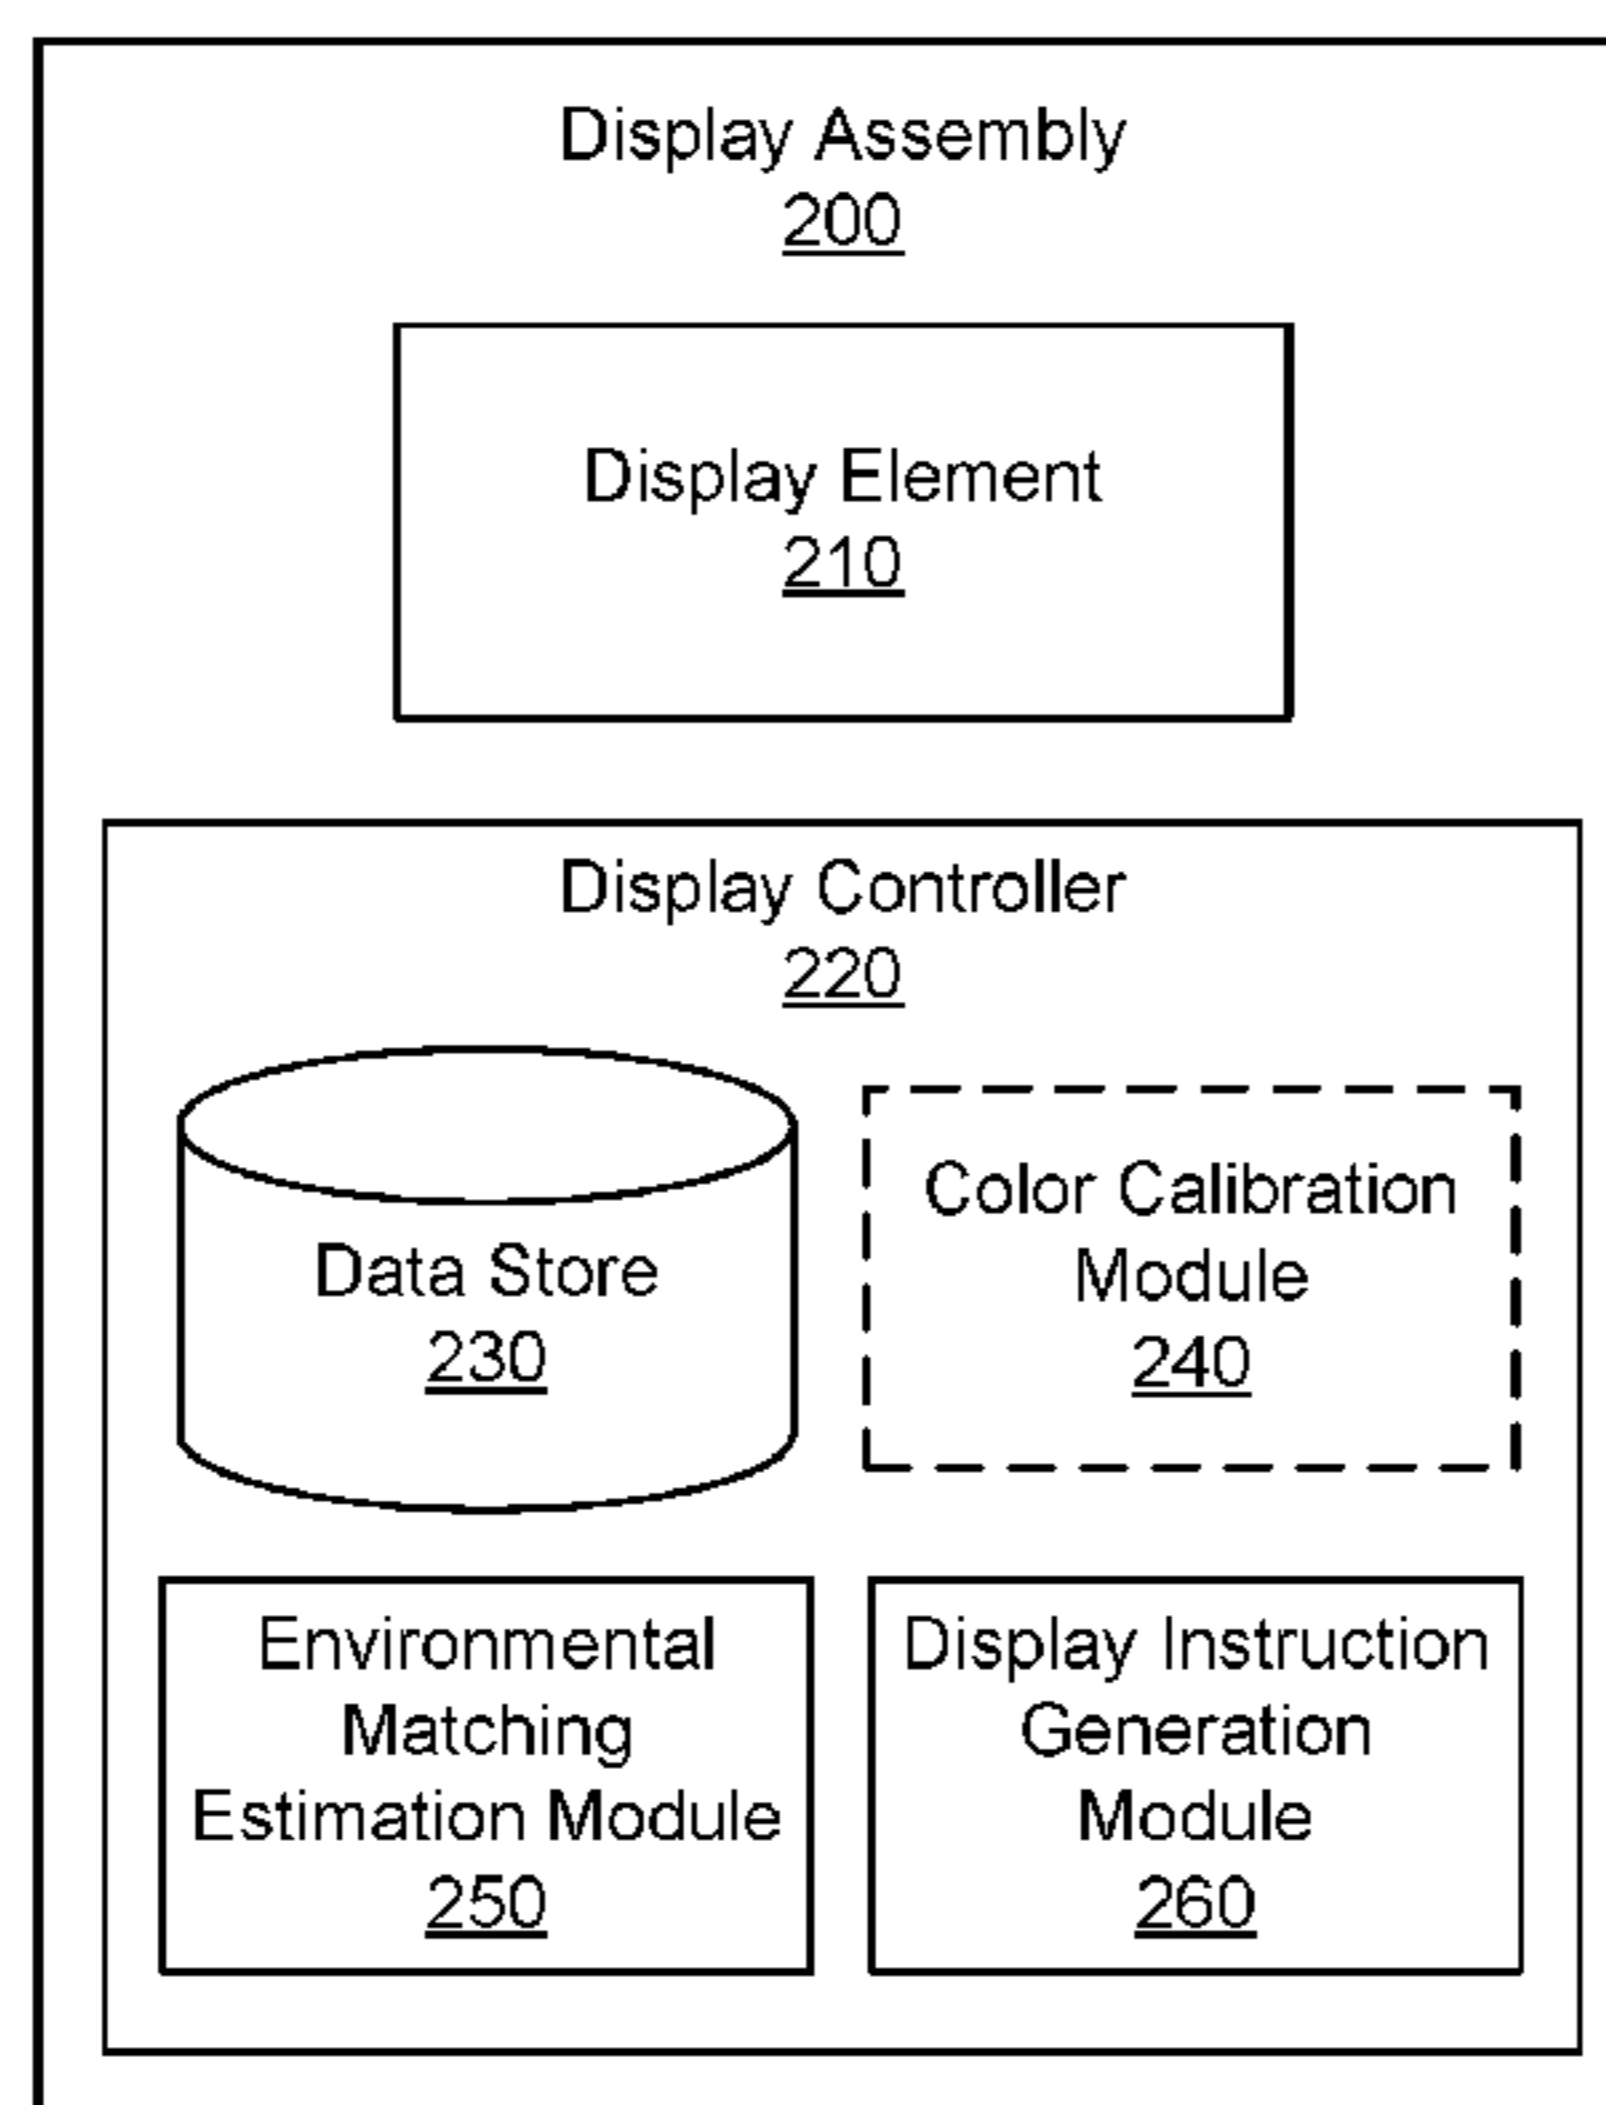 Display Assembly
200
Display Element
210
Display Controller
220
Data Store
230
Color Calibration
Module
240
Environmental
Matching
Estimation Module
250
Display Instruction
Generation
Module
260